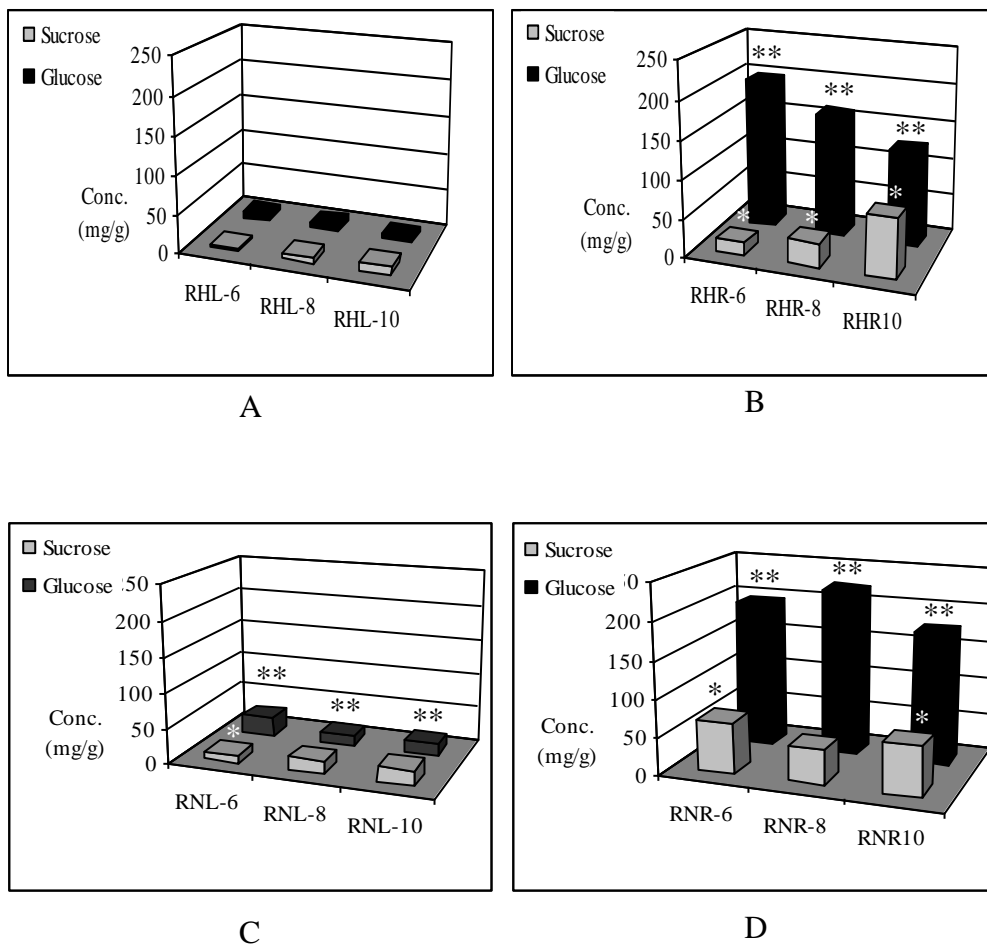 Sucrose
Glucose
250
200
150
100
50
0
Conc.
(mg/g)
RHL-6
RHL-8
RHL-10
A
Sucrose
Glucose
250
200
150
100
50
0
Conc.
(mg/g)
**
**
**
*
*
*
RHR-6
RHR-8
RHR10
B
Sucrose
Glucose
:50
200
150
100
50
0
Conc.
(mg/g)
**
**
**
*
RNL-6
RNL-8
RNL-10
C
Sucrose
Glucose
:50
200
150
100
50
0
Conc.
(mg/g)
**
**
**
*
*
RNR-6
RNR-8
RNR10
D